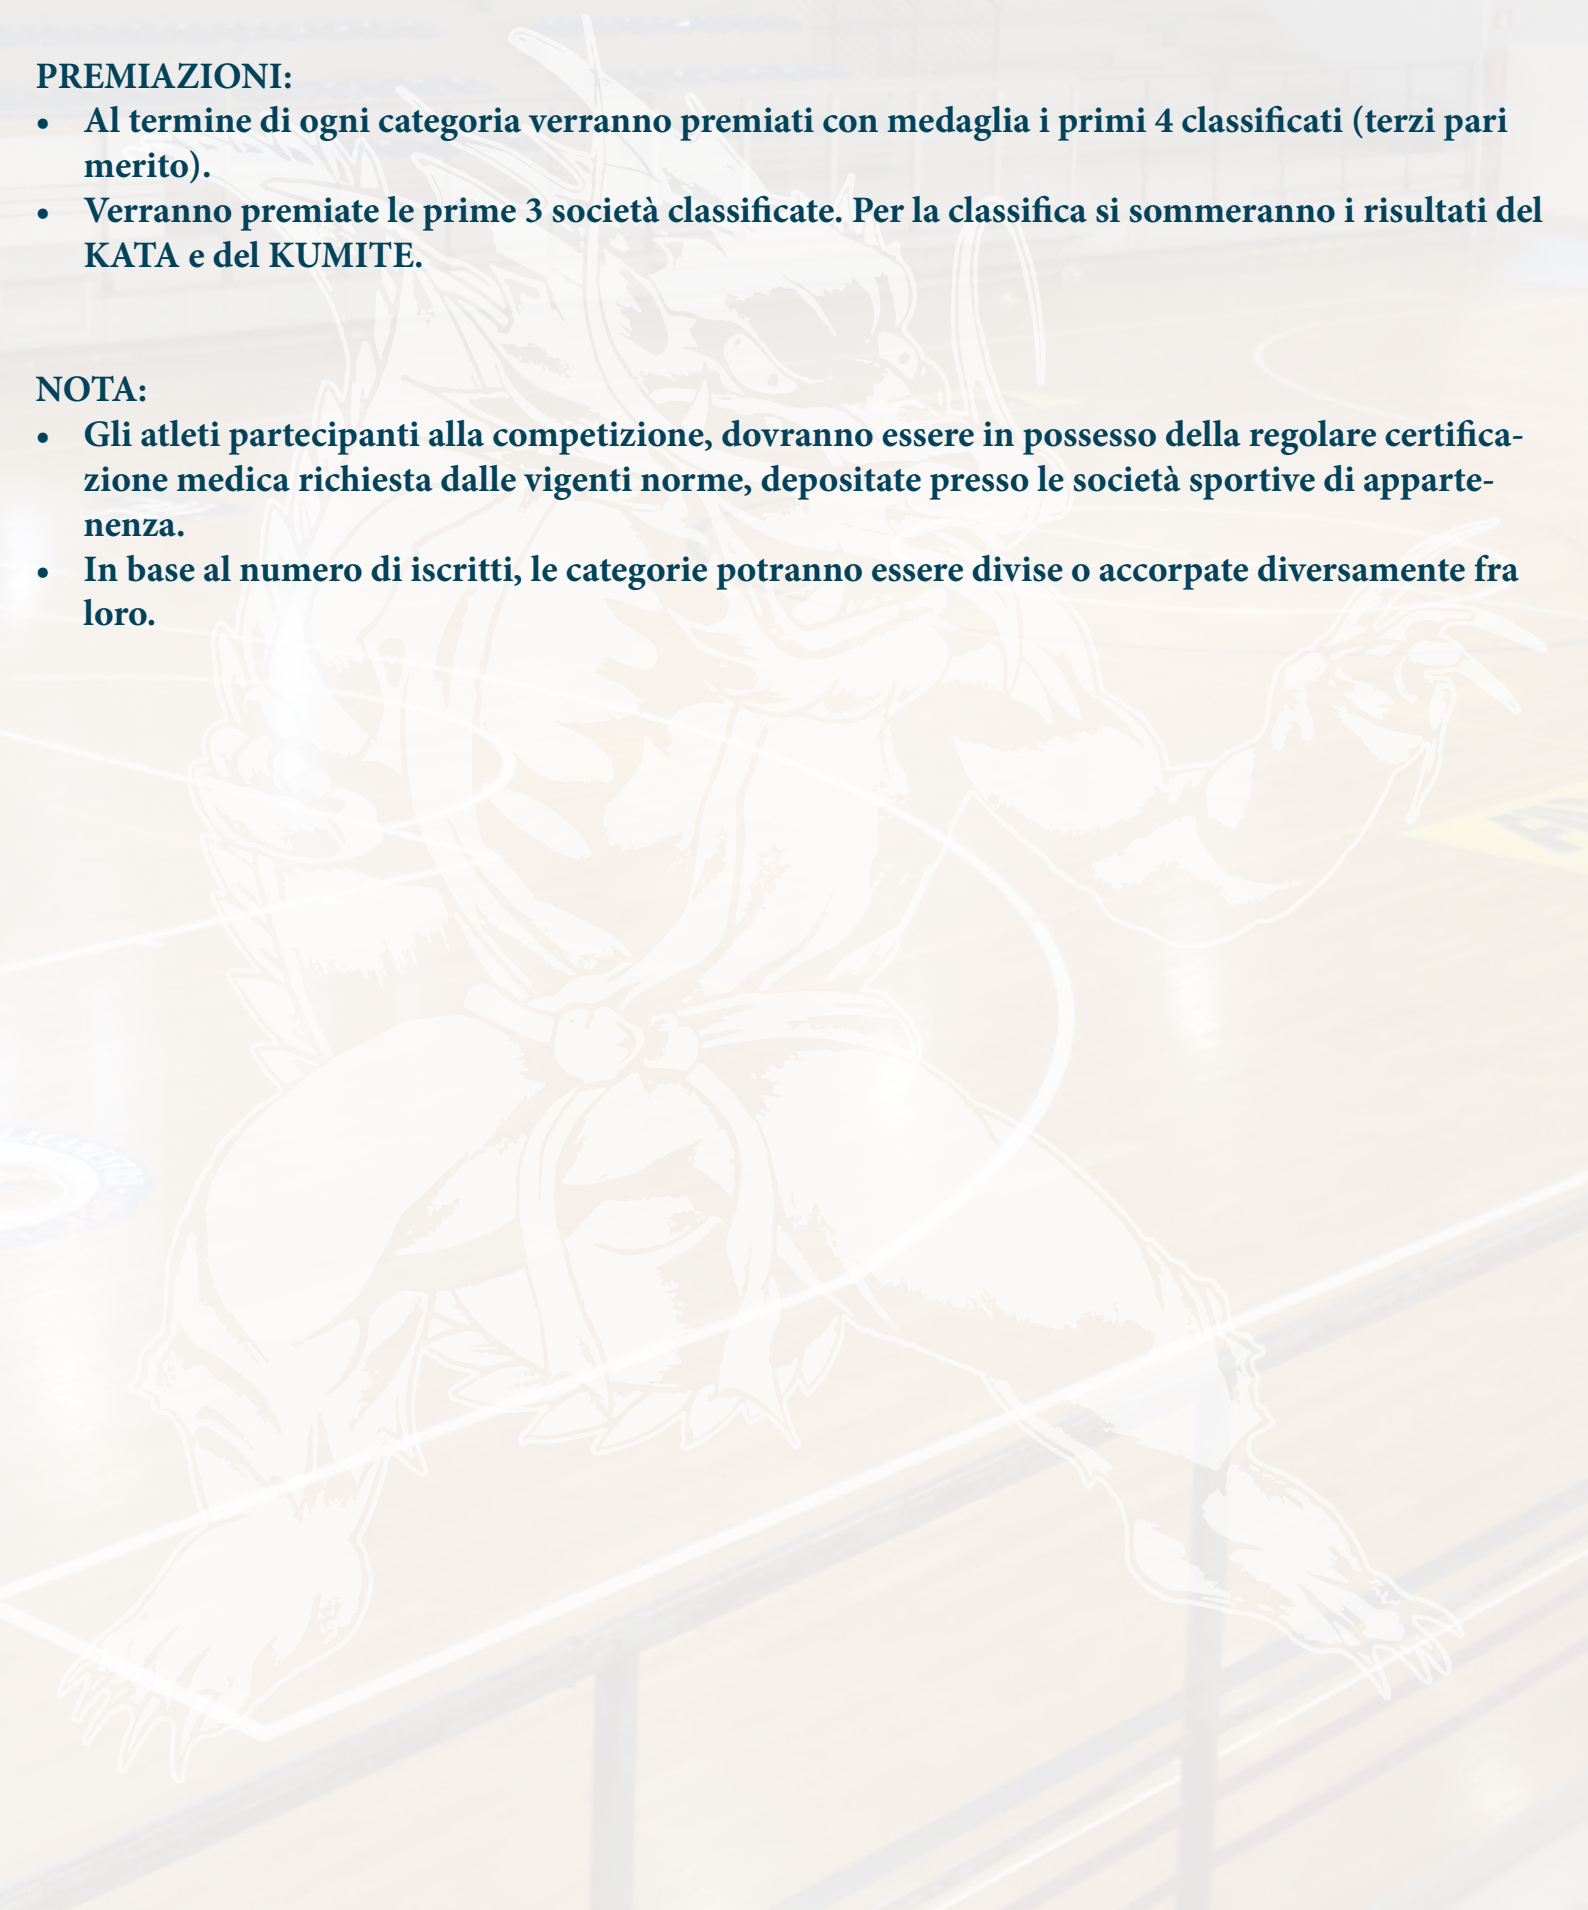 PREMIAZIONI:
• Al termine di ogni categoria verranno premiati con medaglia i primi 4 classificati (terzi pari
merito).
• Verranno premiate le prime 3 società classificate. Per la classifica si sommeranno i risultati del
KATA e del KUMITE.
NOTA:
• Gli atleti partecipanti alla competizione, dovranno essere in possesso della regolare certifica-
zione medica richiesta dalle vigenti norme, depositate presso le società sportive di apparte-
nenza.
• In base al numero di iscritti, le categorie potranno essere divise o accorpate diversamente fra
loro.